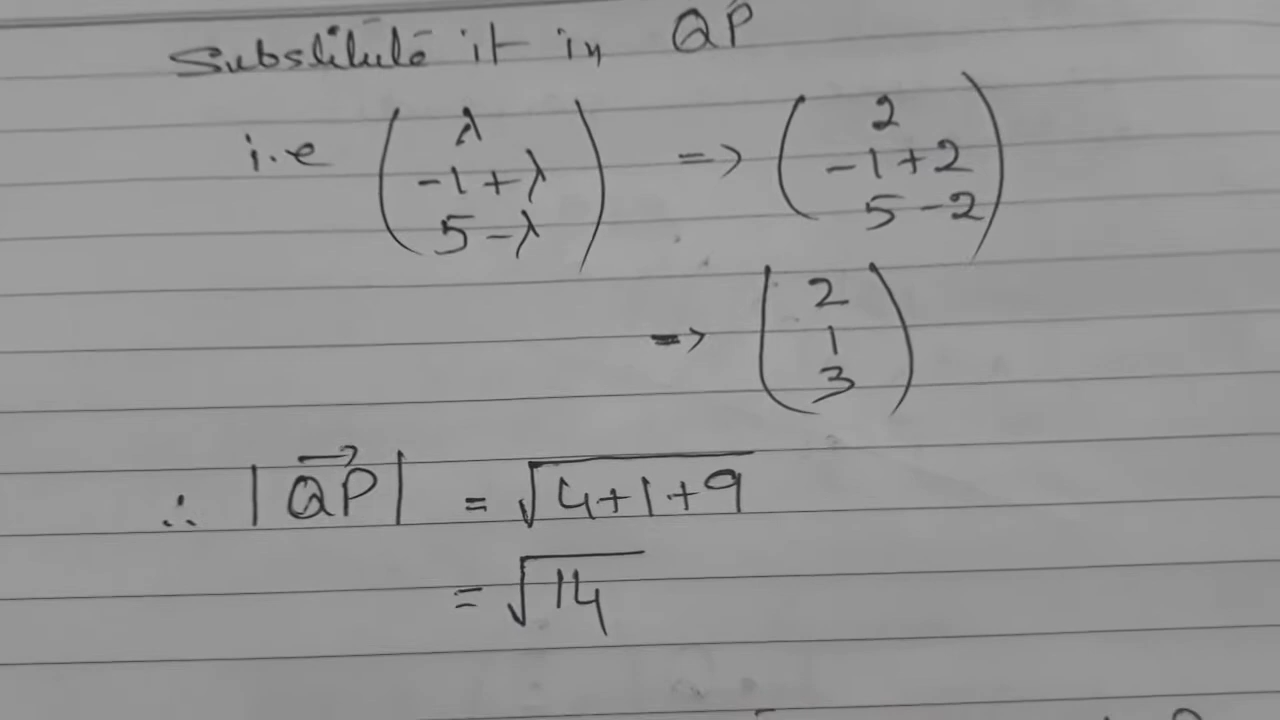 Substitute it in QP
i.e ( λ  -1+λ  5-λ ) => ( 2  -1+2  5-2 )
=> ( 2  1  3 )
∴ |QP→| = √4+1+9
= √14